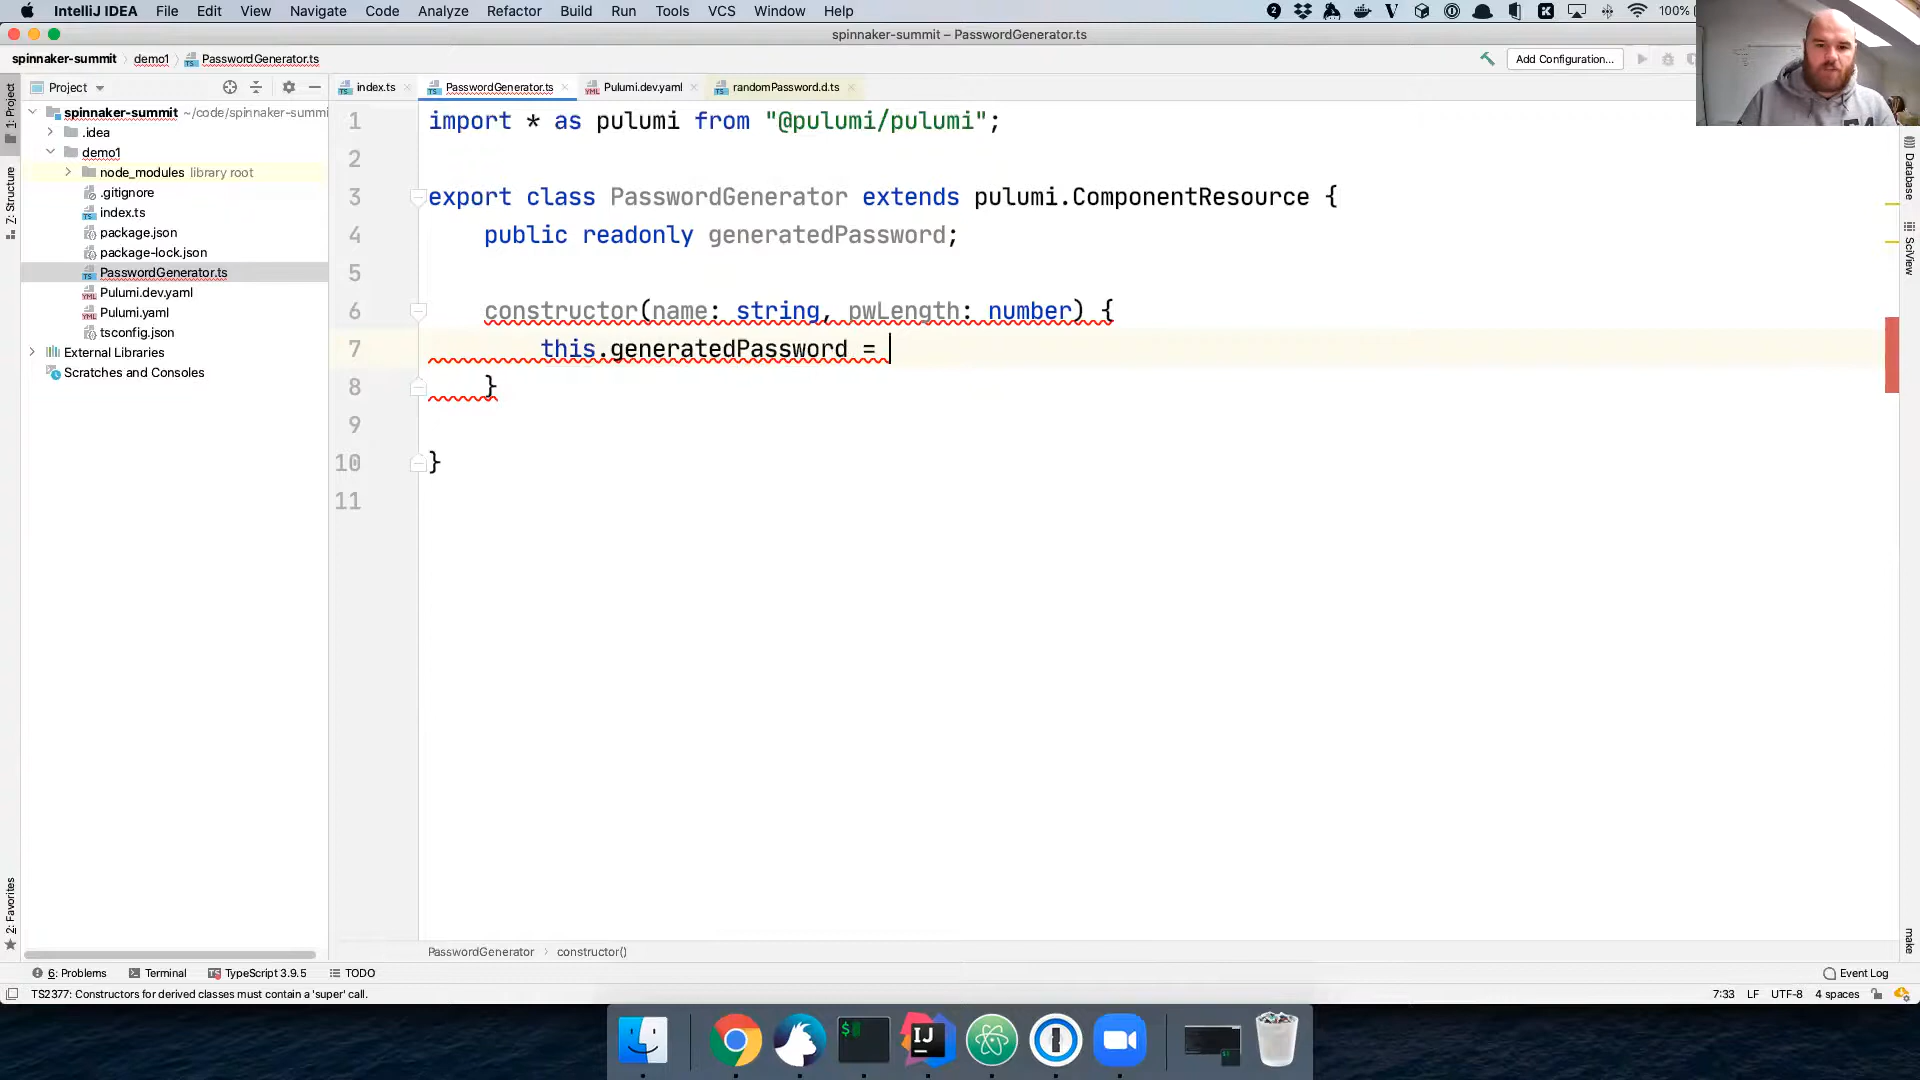 IntelliJ IDEA File Edit View Navigate Code Analyze Refactor Build Run Tools VCS Window Help 100%
spinnaker-summit – PasswordGenerator.ts
spinnaker-summit demo1 PasswordGenerator.ts Add Configuration...
Project index.ts PasswordGenerator.ts Pulumi.dev.yaml randomPassword.d.ts
spinnaker-summit ~/code/spinnaker-summi
.idea
demo1
node_modules library root
.gitignore
index.ts
package.json
package-lock.json
PasswordGenerator.ts
Pulumi.dev.yaml
Pulumi.yaml
tsconfig.json
External Libraries
Scratches and Consoles
1: Project
7: Structure
2: Favorites
1 import * as pulumi from "@pulumi/pulumi";
2
3 export class PasswordGenerator extends pulumi.ComponentResource {
4 public readonly generatedPassword;
5
6 constructor(name: string, pwLength: number) {
7 this.generatedPassword =
8 }
9
10 }
11
Database
SciView
make
PasswordGenerator constructor()
6: Problems Terminal TypeScript 3.9.5 TODO Event Log
TS2377: Constructors for derived classes must contain a 'super' call. 7:33 LF UTF-8 4 spaces